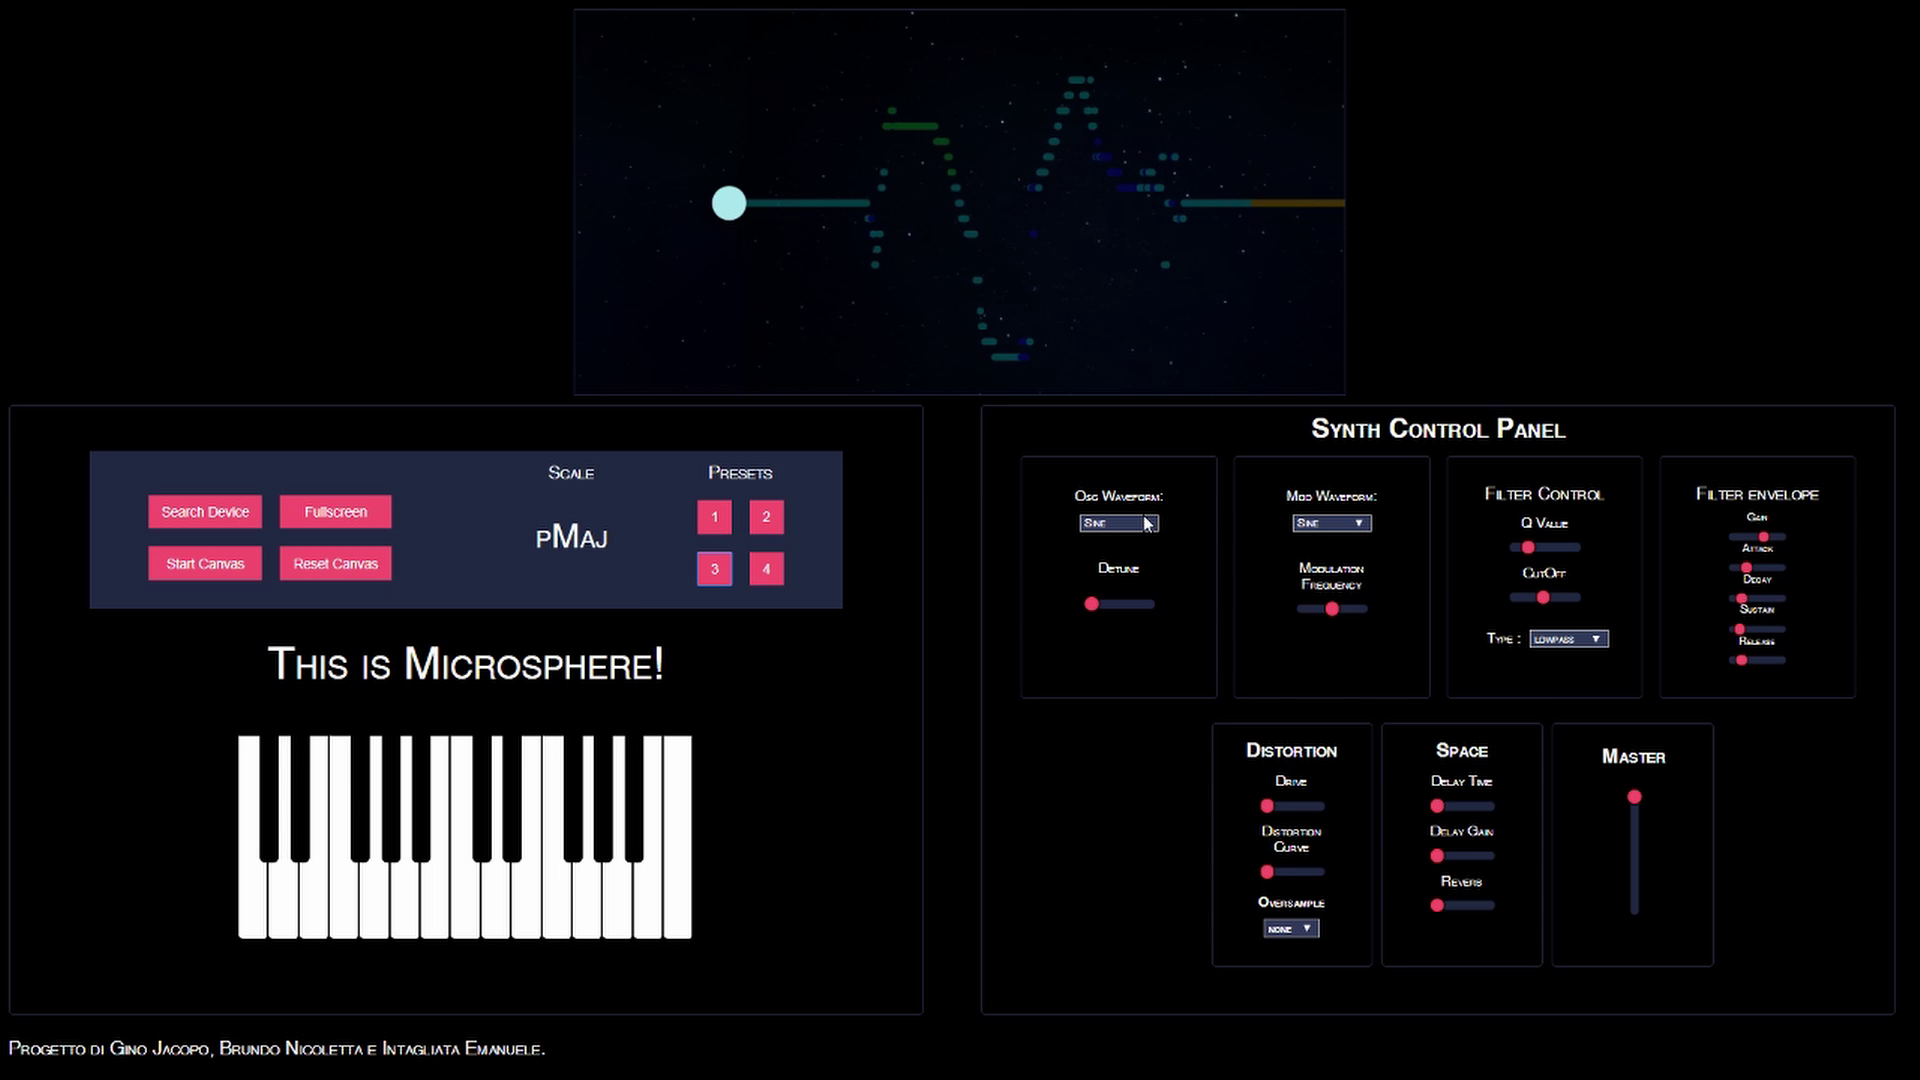 Search Device
Fullscreen
Start Canvas
Reset Canvas
Scale
pMaj
Presets
1
2
3
4
This is Microsphere!
Synth Control Panel
Osc Waveform:
Sine
Detune
Mod Waveform:
Sine
Modulation
Frequency
Filter Control
Q Value
CutOff
Type :
lowpass
Filter envelope
Gain
Attack
Decay
Sustain
Release
Distortion
Drive
Distortion
Curve
Oversample
none
Space
Delay Time
Delay Gain
Reverb
Master
Progetto di Gino Jacopo, Brundo Nicoletta e Intagliata Emanuele.